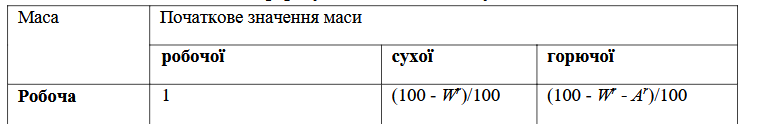 Маса Початкове значення маси
робочої сухої горючої
Робоча 1 (100 - Wʳ)/100 (100 - Wʳ - Aʳ)/100